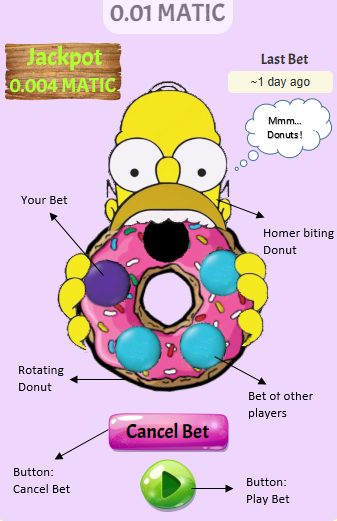 0.01 MATIC
Jackpot
0.004 MATIC
Last Bet
~1 day ago
Mmm...
Donuts!
Your Bet
Homer biting
Donut
Rotating
Donut
Bet of other
players
Cancel Bet
Button:
Cancel Bet
Button:
Play Bet